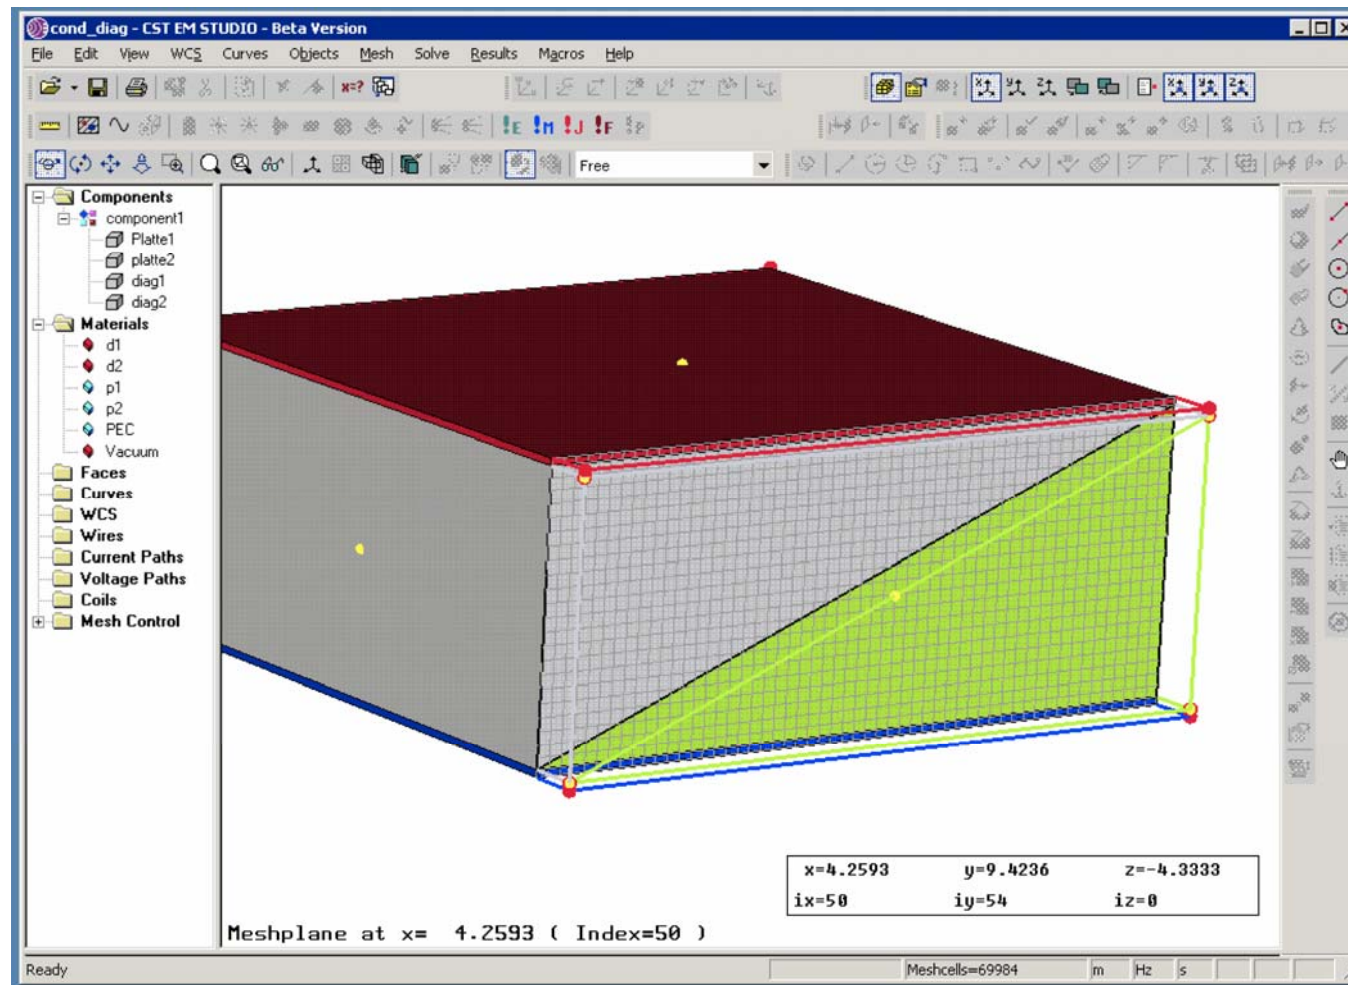 cond_diag - CST EM STUDIO - Beta Version
File Edit View WCS Curves Objects Mesh Solve Results Macros Help
x=?
E M J F
Free
Components
component1
Platte1
platte2
diag1
diag2
Materials
d1
d2
p1
p2
PEC
Vacuum
Faces
Curves
WCS
Wires
Current Paths
Voltage Paths
Coils
Mesh Control
x=4.2593 y=9.4236 z=-4.3333
ix=50 iy=54 iz=0
Meshplane at x= 4.2593 ( Index=50 )
Ready Meshcells=69984 m Hz s